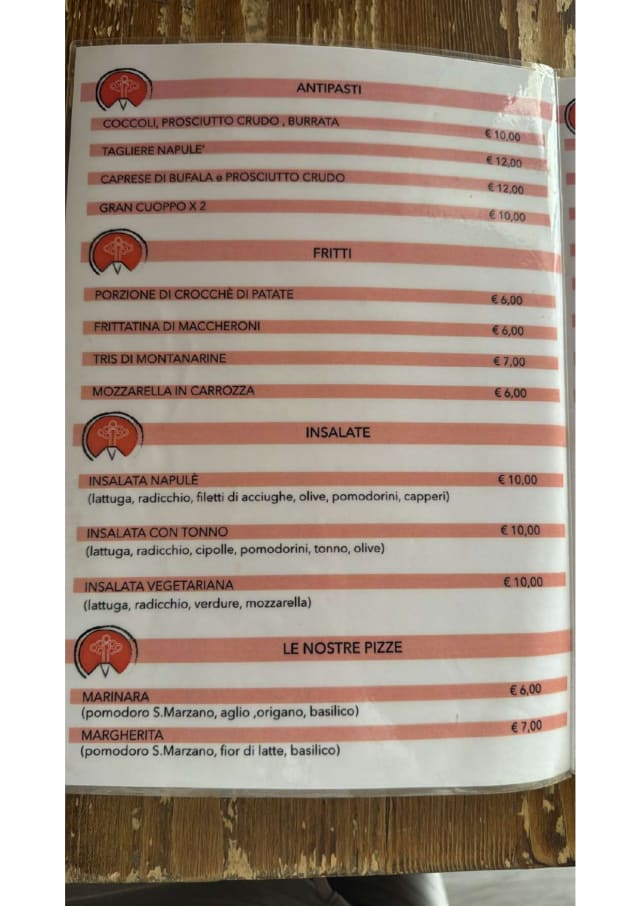 ANTIPASTI
COCCOLI, PROSCIUTTO CRUDO , BURRATA € 10,00
TAGLIERE NAPULE' € 12,00
CAPRESE DI BUFALA e PROSCIUTTO CRUDO € 12,00
GRAN CUOPPO X 2 € 10,00
FRITTI
PORZIONE DI CROCCHÈ DI PATATE € 6,00
FRITTATINA DI MACCHERONI € 6,00
TRIS DI MONTANARINE € 7,00
MOZZARELLA IN CARROZZA € 6,00
INSALATE
INSALATA NAPULÈ € 10,00
(lattuga, radicchio, filetti di acciughe, olive, pomodorini, capperi)
INSALATA CON TONNO € 10,00
(lattuga, radicchio, cipolle, pomodorini, tonno, olive)
INSALATA VEGETARIANA € 10,00
(lattuga, radicchio, verdure, mozzarella)
LE NOSTRE PIZZE
MARINARA € 6,00
(pomodoro S.Marzano, aglio ,origano, basilico)
MARGHERITA € 7,00
(pomodoro S.Marzano, fior di latte, basilico)